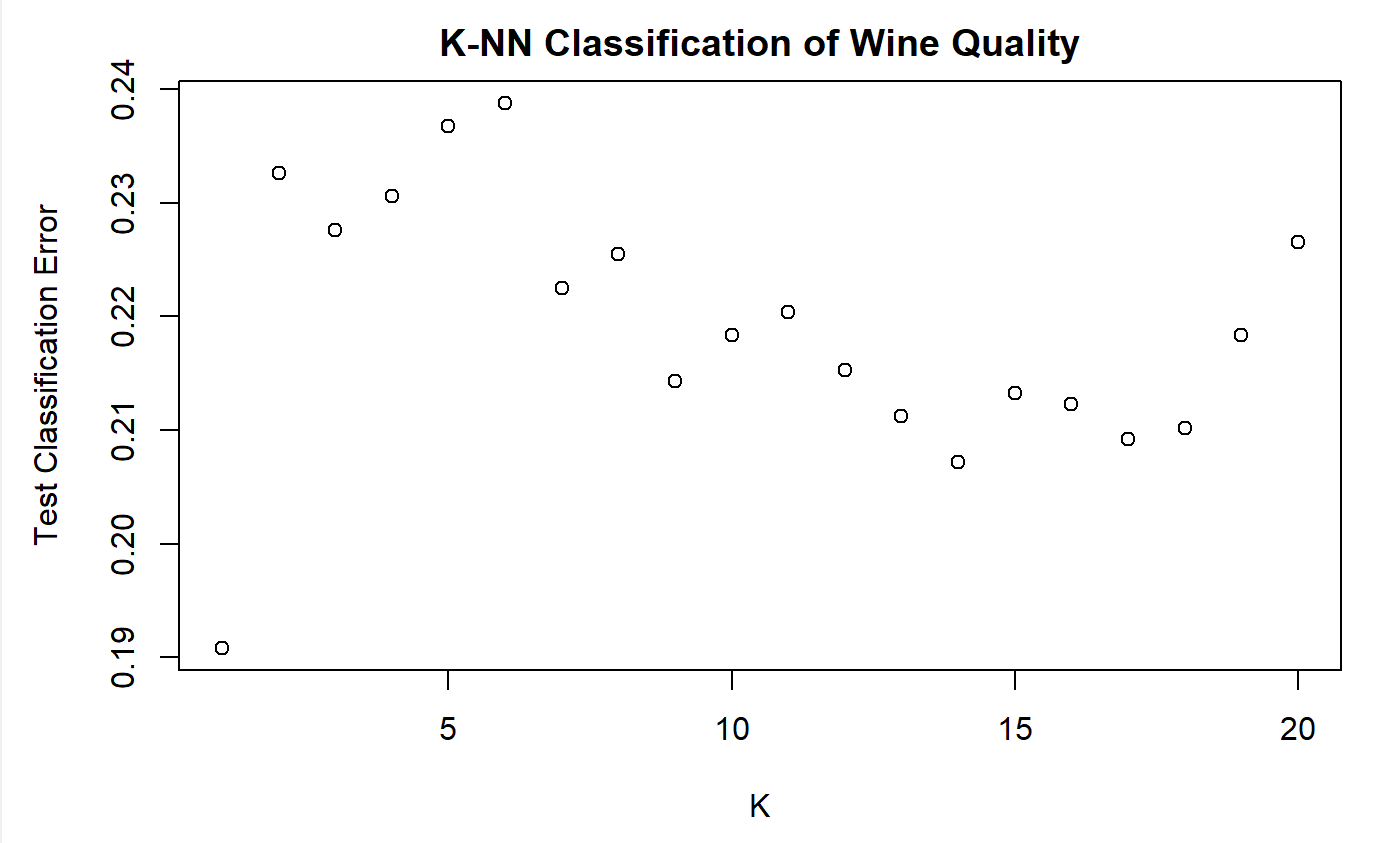 K-NN Classification of Wine Quality
Test Classification Error
0.24
0.23
0.22
0.21
0.20
0.19
5 10 15 20
K